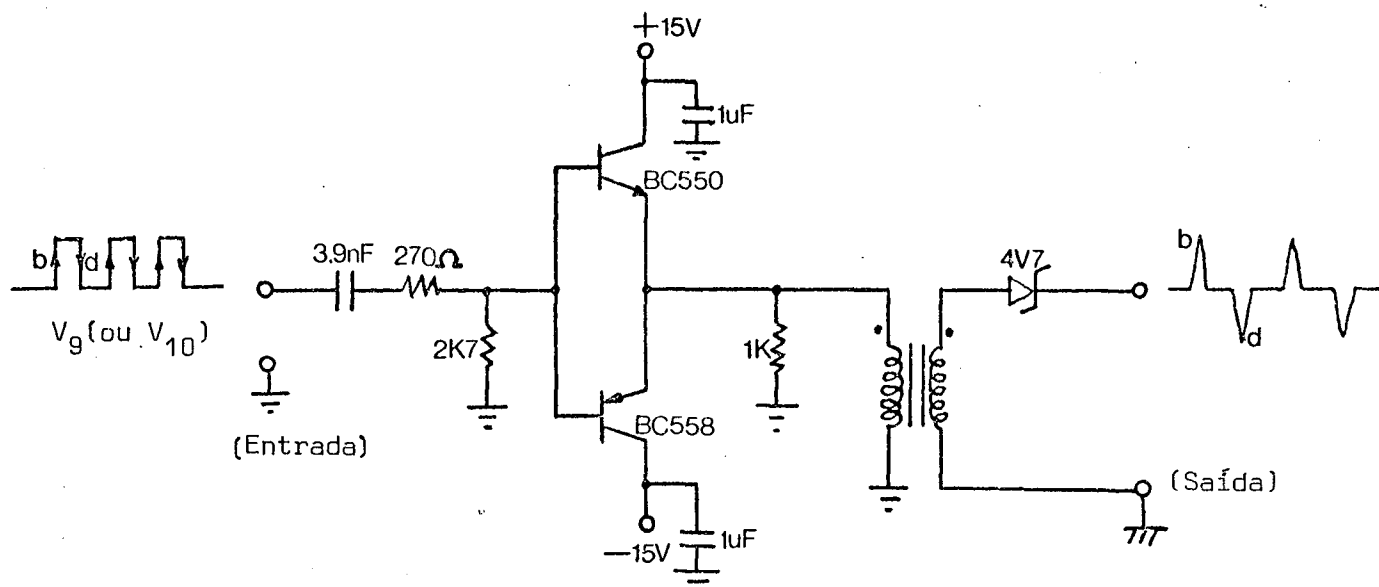 +15V
1uF
BC550
b d
3.9nF 270Ω
4V7
b
V9(ou V10)
2K7
1K
d
BC558
(Entrada)
(Saída)
-15V
1uF